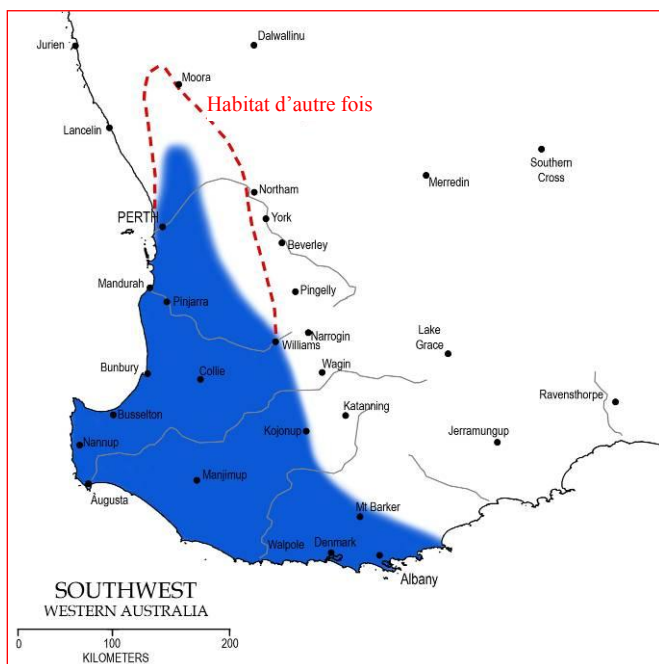 Dalwallinu
Jurien
Moora
Habitat d'autre fois
Lancelin
Southern
Cross
Merredin
Northam
York
PERTH
Beverley
Mandurah
Pingelly
Pinjarra
Lake
Grace
Narrogin
Williams
Bunbury
Collie
Wagin
Ravensthorpe
Busselton
Katanning
Kojonup
Jerramungup
Nannup
Manjimup
Augusta
Mt Barker
Walpole
Denmark
Albany
SOUTHWEST
WESTERN AUSTRALIA
0 100 200
KILOMETERS